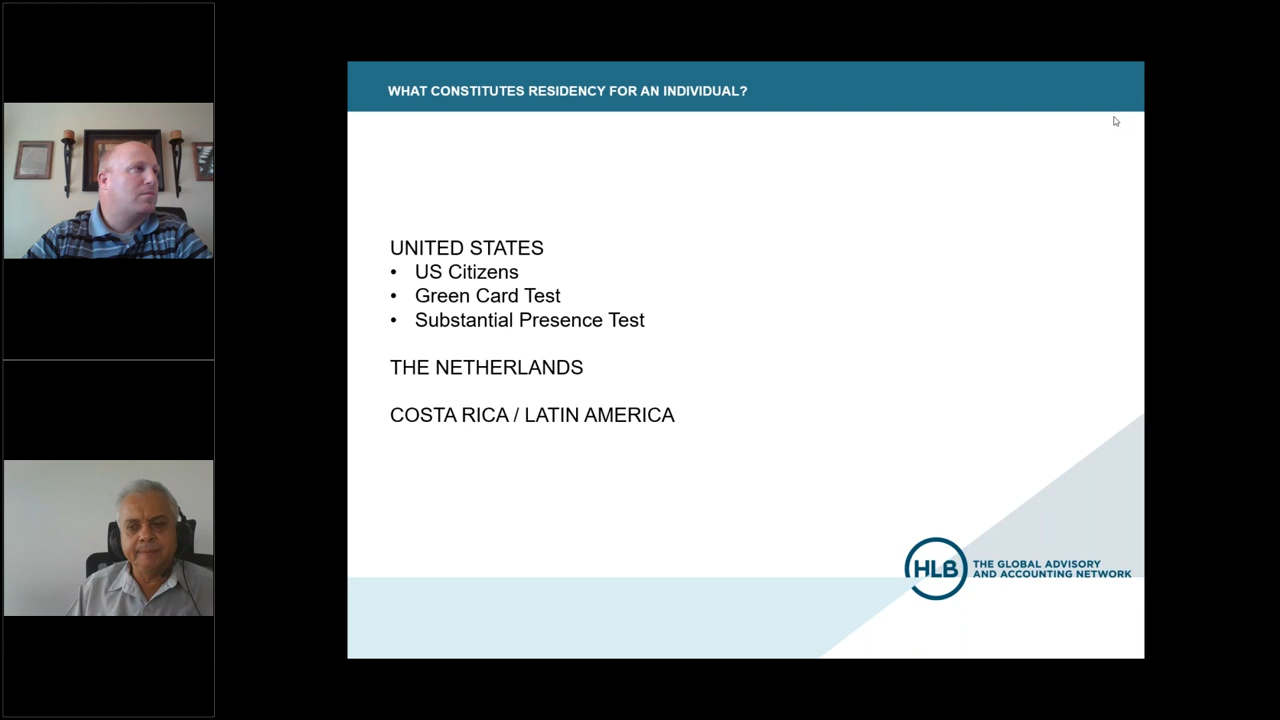 WHAT CONSTITUTES RESIDENCY FOR AN INDIVIDUAL?
UNITED STATES
• US Citizens
• Green Card Test
• Substantial Presence Test
THE NETHERLANDS
COSTA RICA / LATIN AMERICA
HLB
THE GLOBAL ADVISORY
AND ACCOUNTING NETWORK